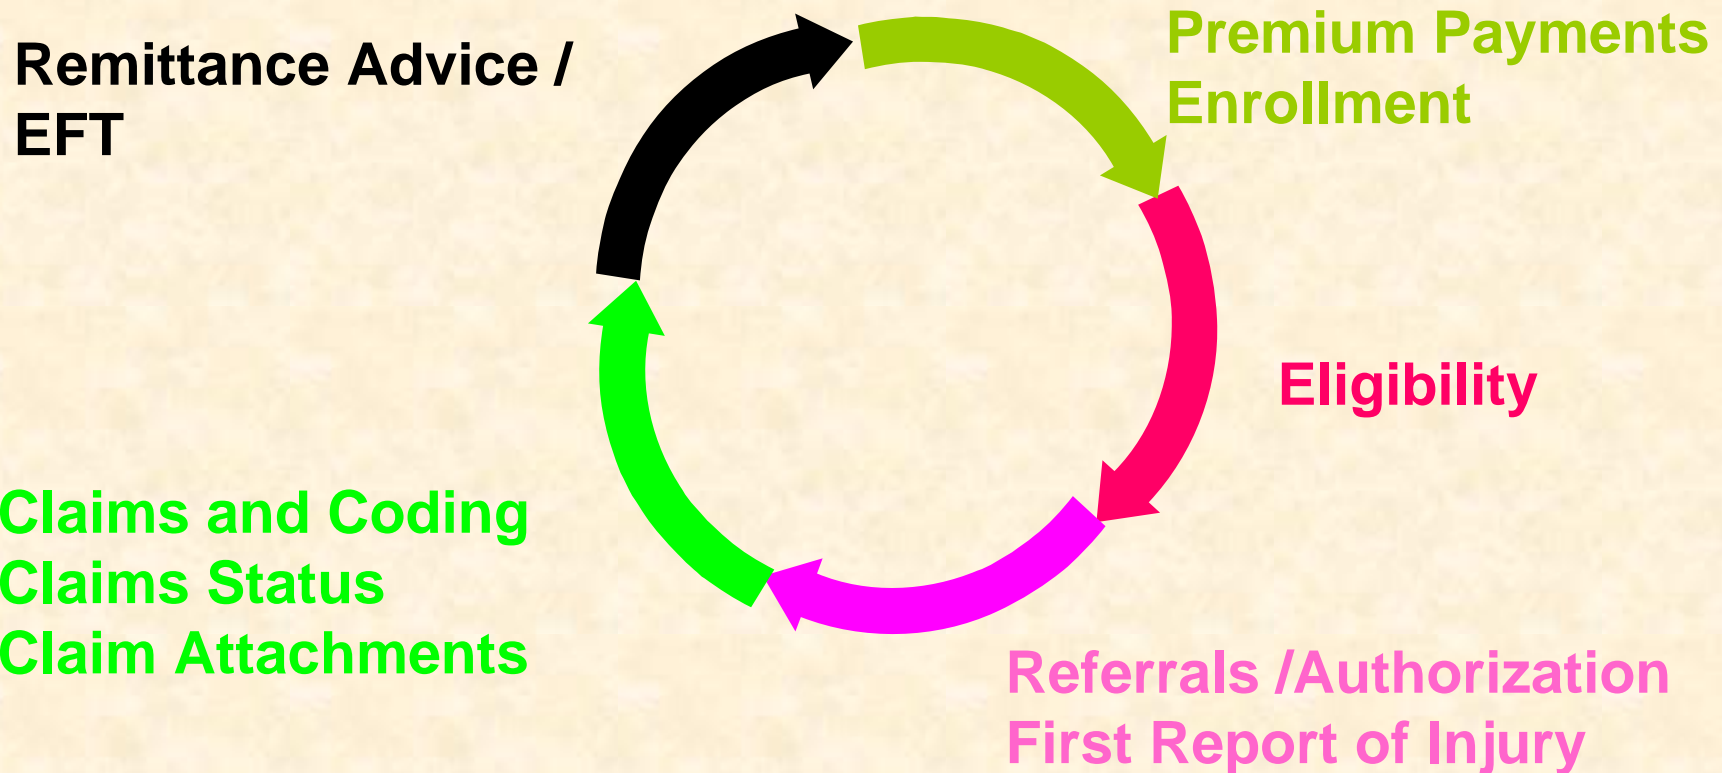 Remittance Advice /
EFT
Premium Payments
Enrollment
Eligibility
Referrals /Authorization
First Report of Injury
Claims and Coding
Claims Status
Claim Attachments